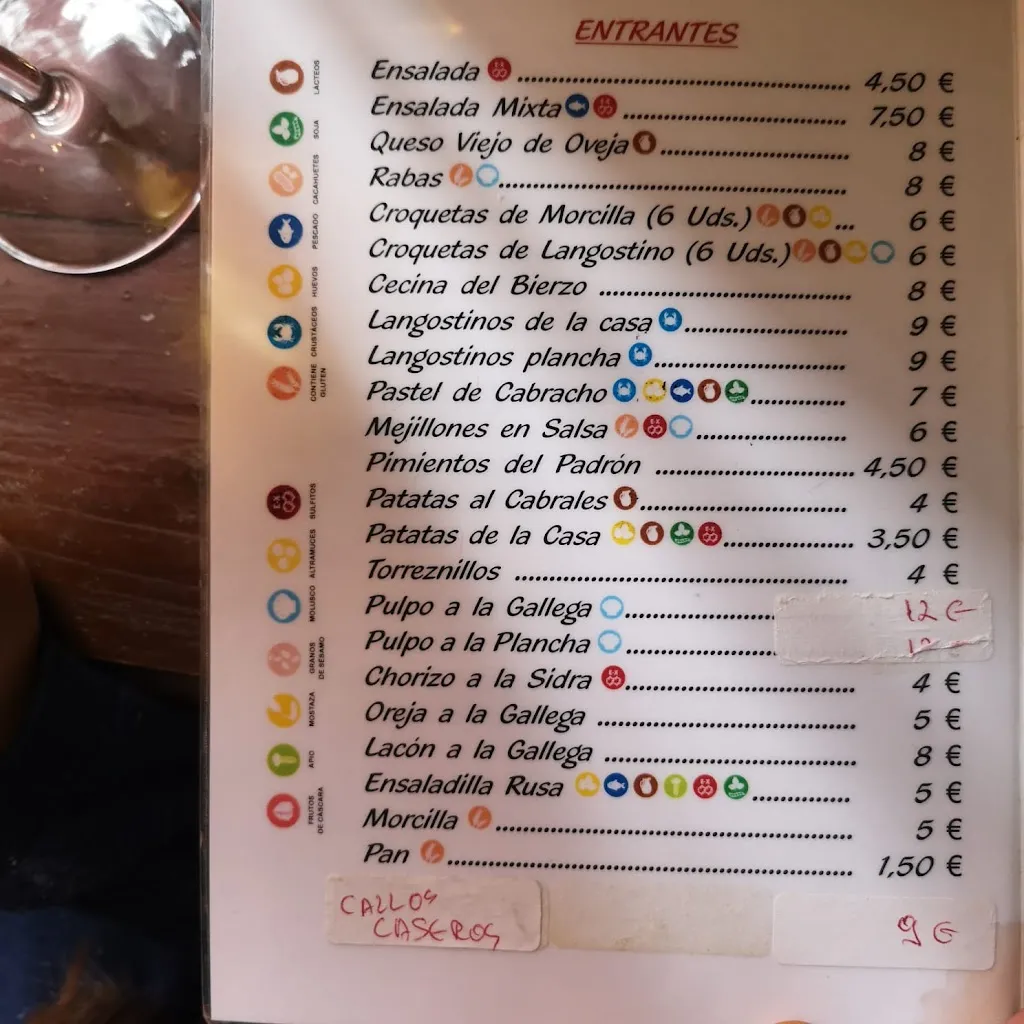 ENTRANTES
Ensalada 4,50 €
Ensalada Mixta 7,50 €
Queso Viejo de Oveja 8 €
Rabas 8 €
Croquetas de Morcilla (6 Uds.) 6 €
Croquetas de Langostino (6 Uds.) 6 €
Cecina del Bierzo 8 €
Langostinos de la casa 9 €
Langostinos plancha 9 €
Pastel de Cabracho 7 €
Mejillones en Salsa 6 €
Pimientos del Padrón 4,50 €
Patatas al Cabrales 4 €
Patatas de la Casa 3,50 €
Torreznillos 4 €
Pulpo a la Gallega 12 €
Pulpo a la Plancha
Chorizo a la Sidra 4 €
Oreja a la Gallega 5 €
Lacón a la Gallega 8 €
Ensaladilla Rusa 5 €
Morcilla 5 €
Pan 1,50 €
CALLOS
CASEROS 9 €
LÁCTEOS
SOJA
CACAHUETES
PESCADO
HUEVOS
CRUSTÁCEOS
CONTIENE
GLUTEN
SULFITOS
ALTRAMUCES
MOLUSCO
GRANOS
DE SÉSAMO
MOSTAZA
APIO
FRUTOS
DE CÁSCARA